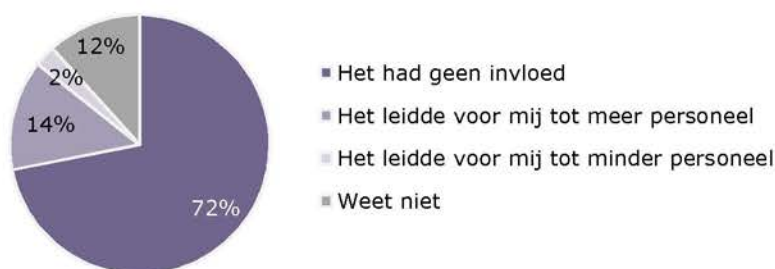 12%
2%
14%
72%
Het had geen invloed
Het leidde voor mij tot meer personeel
Het leidde voor mij tot minder personeel
Weet niet